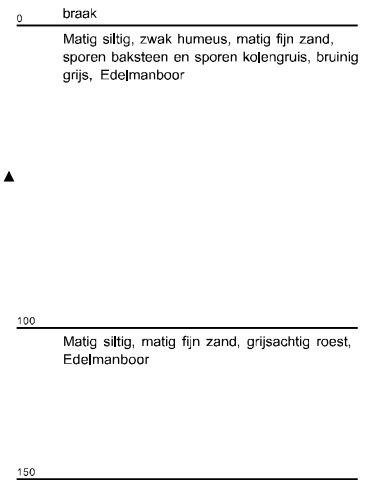 0 braak
Matig siltig, zwak humeus, matig fijn zand,
sporen baksteen en sporen kolengruis, bruinig
grijs, Edelmanboor
100
Matig siltig, matig fijn zand, grijsachtig roest,
Edelmanboor
150